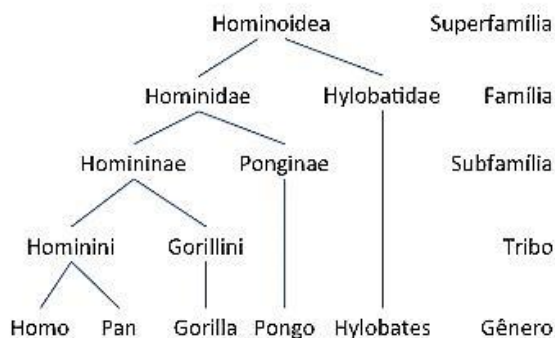 Hominoidea Superfamília
Hominidae Hylobatidae Família
Homininae Ponginae Subfamília
Hominini Gorillini Tribo
Homo Pan Gorilla Pongo Hylobates Gênero